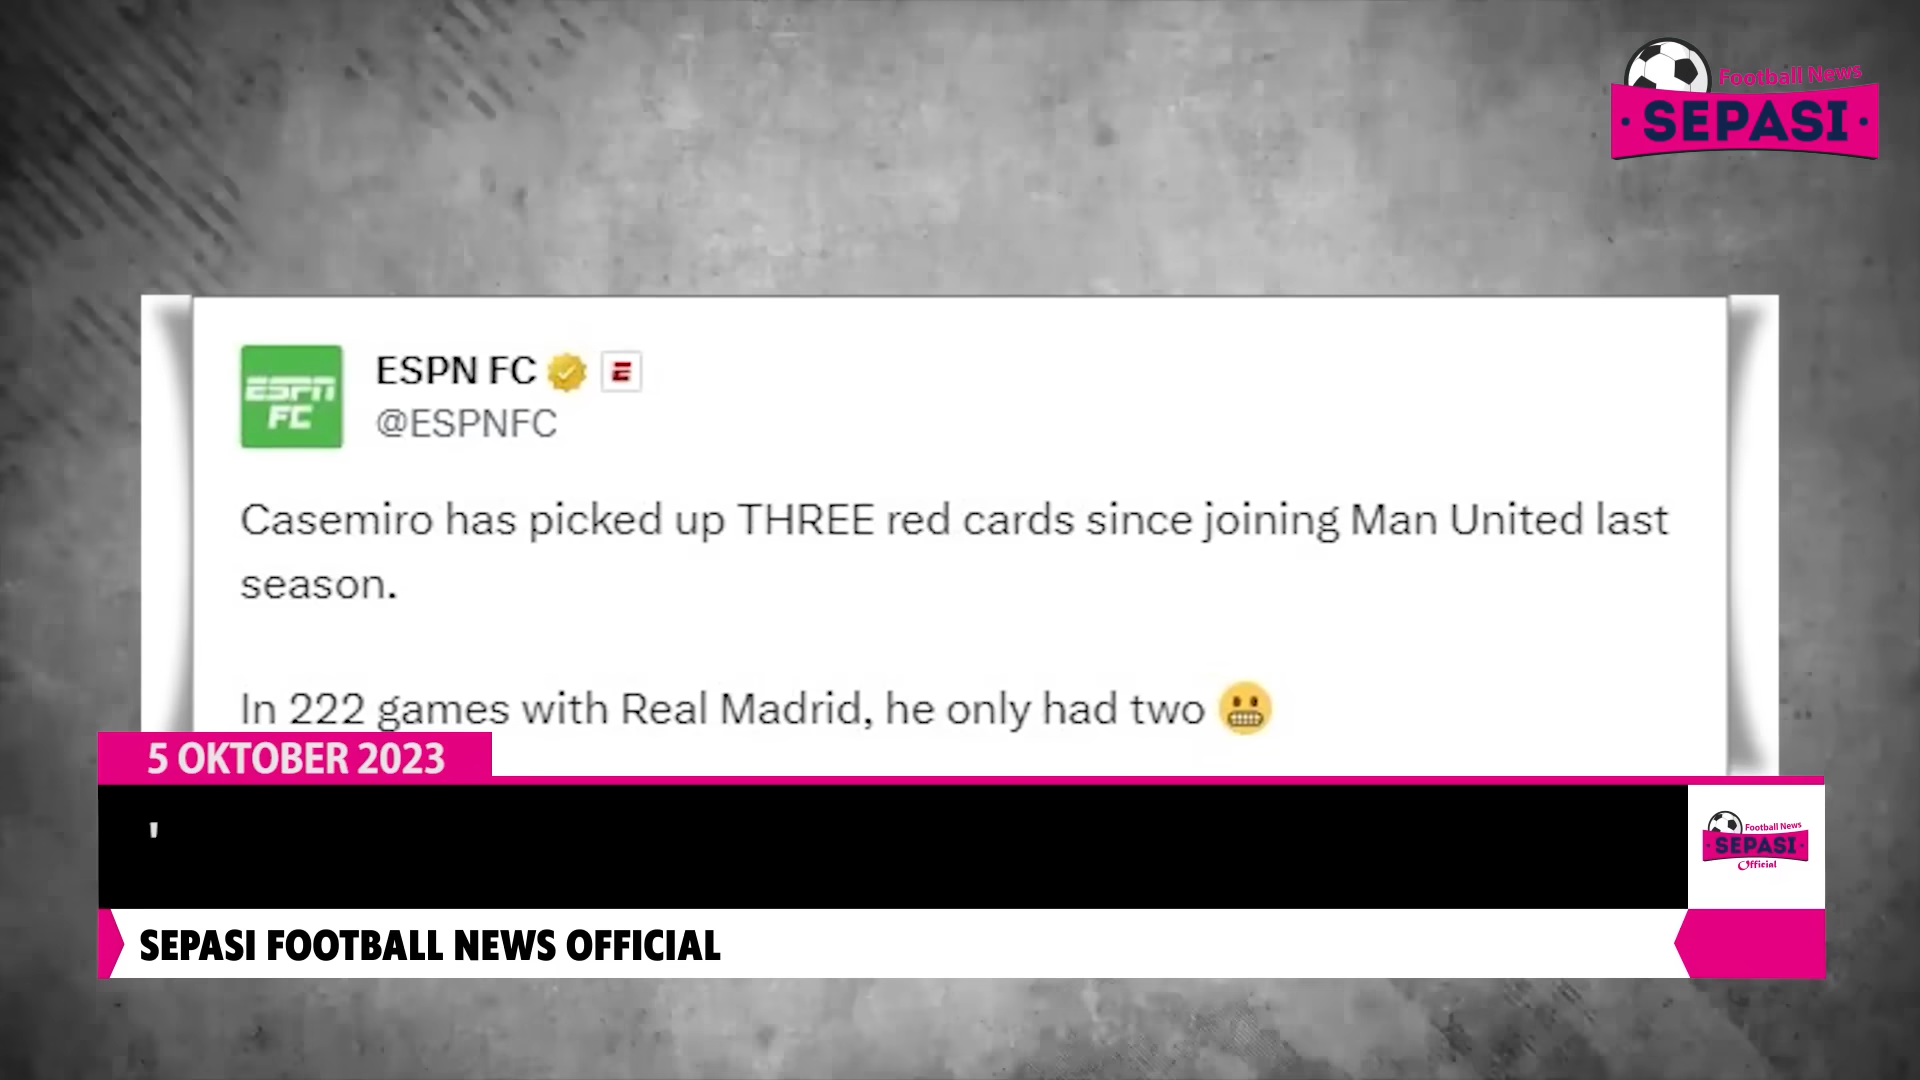 Football News
· SEPASI ·
ESPN FC
ESPN
FC
@ESPNFC
Casemiro has picked up THREE red cards since joining Man United last
season.
In 222 games with Real Madrid, he only had two 😬
5 OKTOBER 2023
'
Football News
· SEPASI ·
Official
SEPASI FOOTBALL NEWS OFFICIAL